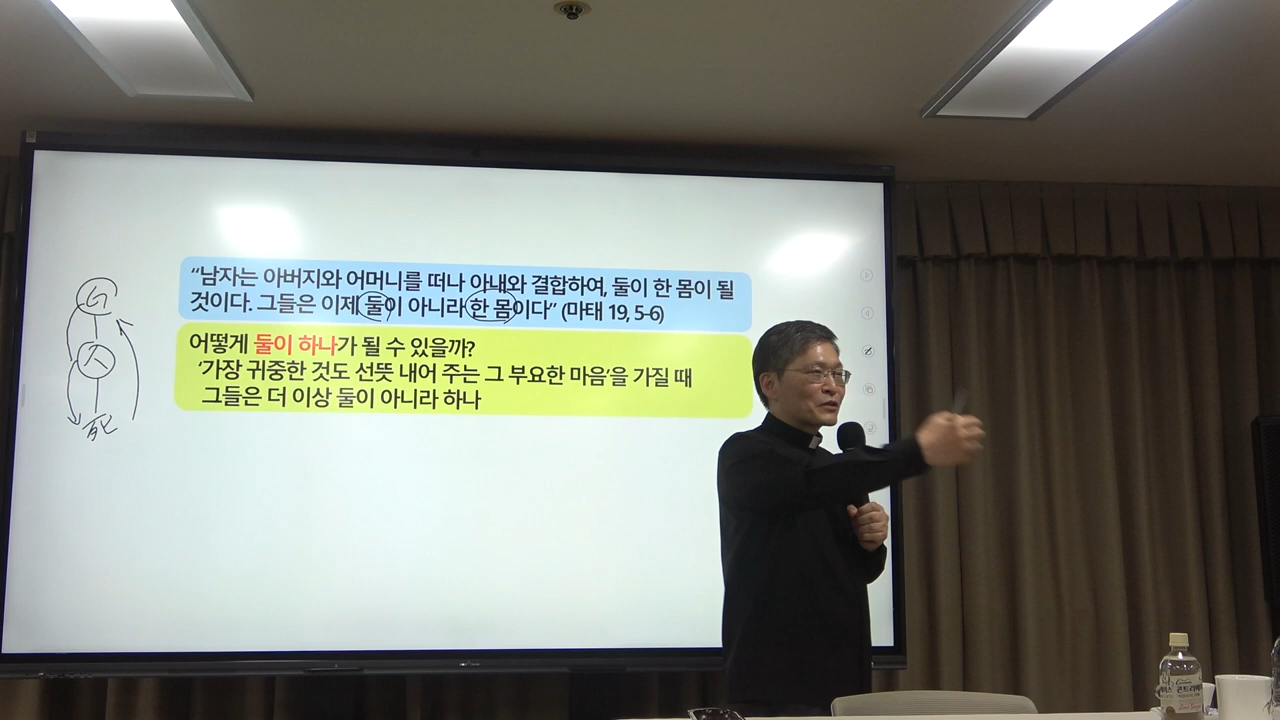 “남자는 아버지와 어머니를 떠나 아내와 결합하여, 둘이 한 몸이 될
것이다. 그들은 이제 둘이 아니라 한 몸이다” (마태 19, 5-6)
어떻게 둘이 하나가 될 수 있을까?
‘가장 귀중한 것도 선뜻 내어 주는 그 부요한 마음’을 가질 때
그들은 더 이상 둘이 아니라 하나
G
人
死